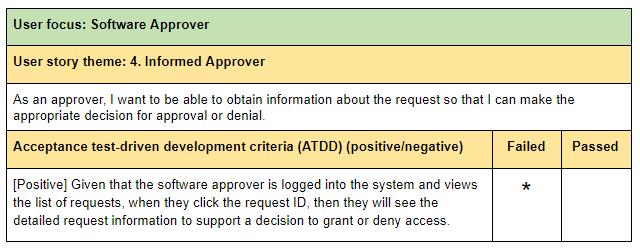 User focus: Software Approver
User story theme: 4. Informed Approver
As an approver, I want to be able to obtain information about the request so that I can make the
appropriate decision for approval or denial.
Acceptance test-driven development criteria (ATDD) (positive/negative) Failed Passed
[Positive] Given that the software approver is logged into the system and views *
the list of requests, when they click the request ID, then they will see the
detailed request information to support a decision to grant or deny access.